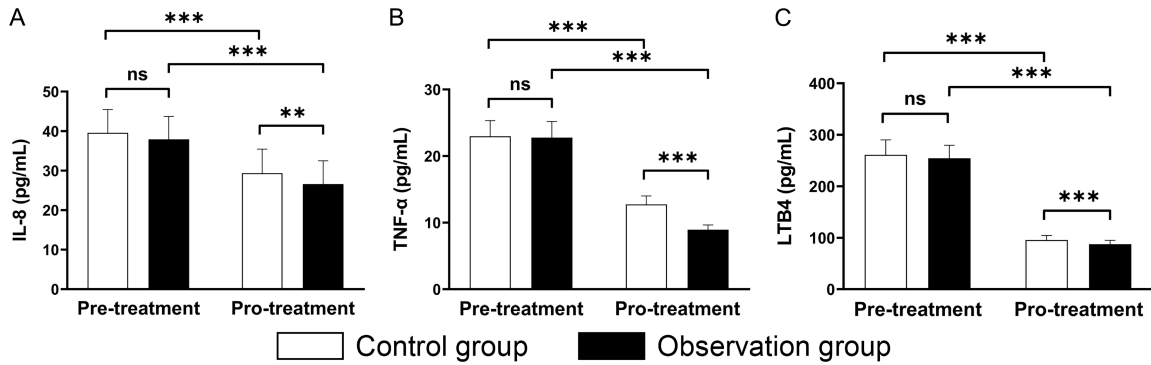 A
***
***
ns
**
50
40
30
20
10
0
IL-8 (pg/mL)
Pre-treatment
Pro-treatment
B
***
***
ns
***
30
20
10
0
TNF-α (pg/mL)
Pre-treatment
Pro-treatment
C
***
***
ns
***
400
300
200
100
0
LTB4 (pg/mL)
Pre-treatment
Pro-treatment
Control group
Observation group